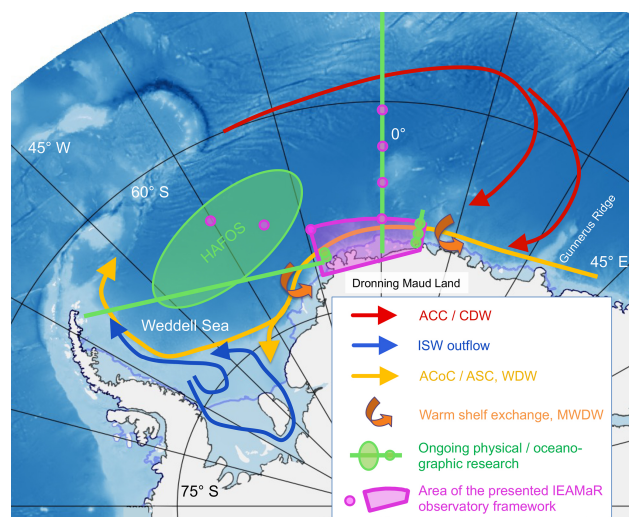 0°
45° W
60° S
Gunnerus Ridge
HAFOS
45° E
Dronning Maud Land
Weddell Sea
ACC / CDW
ISW outflow
ACoC / ASC, WDW
Warm shelf exchange, MWDW
Ongoing physical / oceano-
graphic research
75° S
Area of the presented IEAMaR
observatory framework